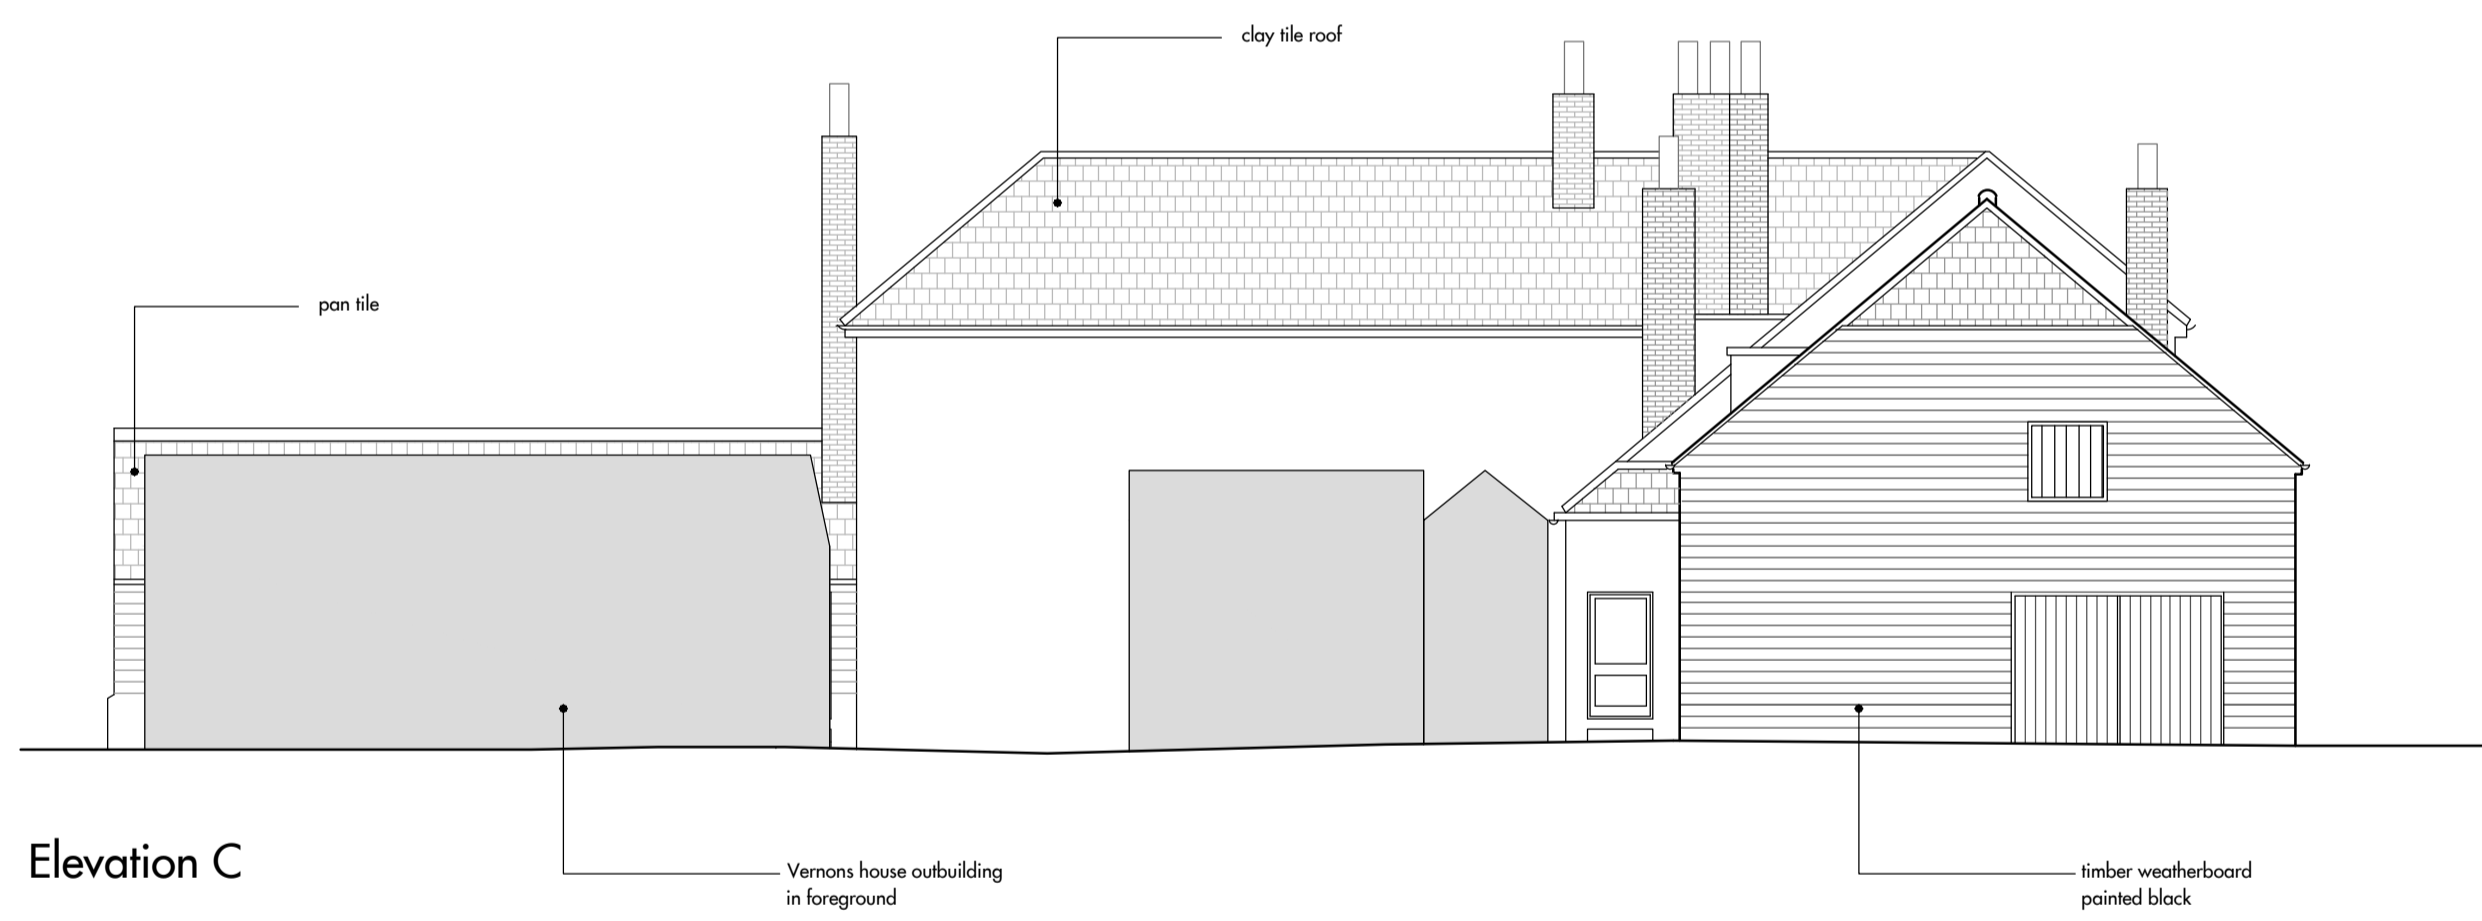 clay tile roof
pan tile
Elevation C
Vernons house outbuilding
in foreground
timber weatherboard
painted black